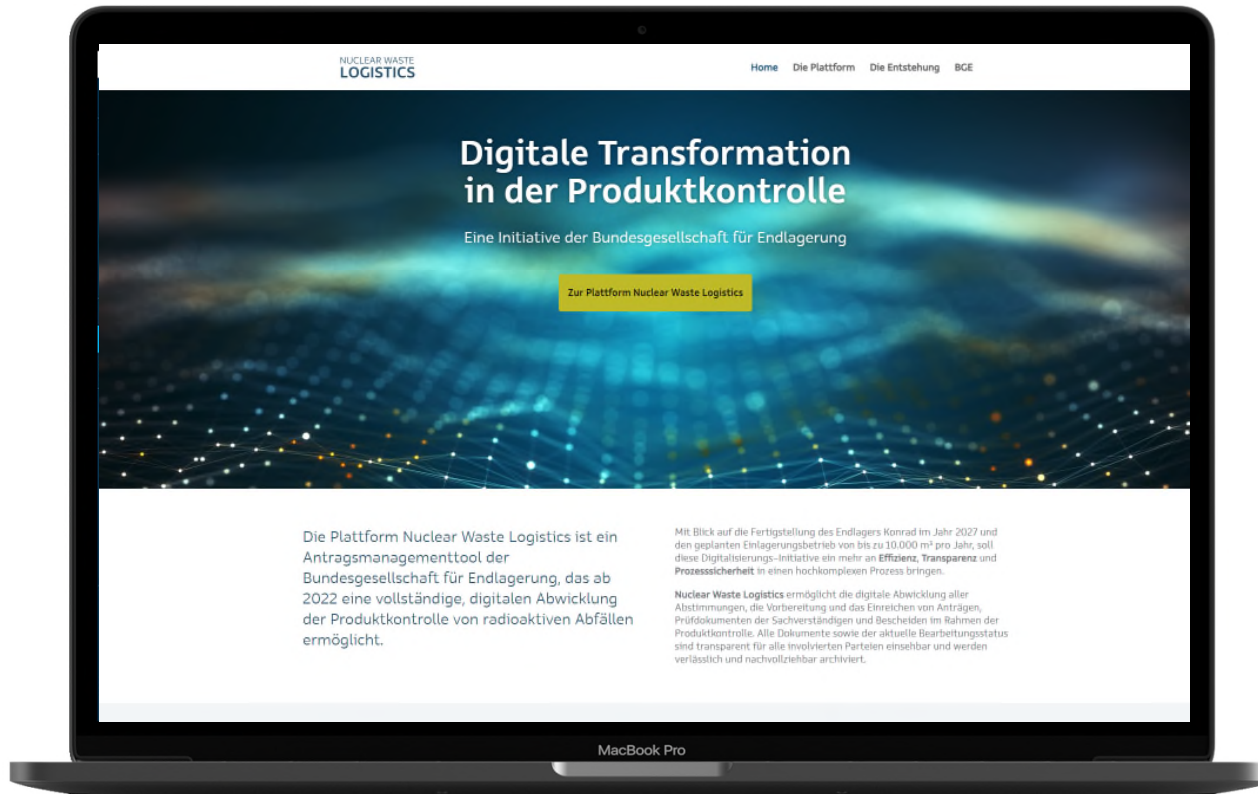 NUCLEAR WASTE
LOGISTICS
Home Die Plattform Die Entstehung BGE
Digitale Transformation
in der Produktkontrolle
Eine Initiative der Bundesgesellschaft für Endlagerung
Zur Plattform Nuclear Waste Logistics
Die Plattform Nuclear Waste Logistics ist ein
Antragsmanagementtool der
Bundesgesellschaft für Endlagerung, das ab
2022 eine vollständige, digitalen Abwicklung
der Produktkontrolle von radioaktiven Abfällen
ermöglicht.
Mit Blick auf die Fertigstellung des Endlagers Konrad im Jahr 2027 und
den geplanten Einlagerungsbetrieb von bis zu 10.000 m³ pro Jahr, soll
diese Digitalisierungs-Initiative ein mehr an Effizienz, Transparenz und
Prozesssicherheit in einen hochkomplexen Prozess bringen.
Nuclear Waste Logistics ermöglicht die digitale Abwicklung aller
Abstimmungen, die Vorbereitung und das Einreichen von Anträgen,
Prüfdokumenten der Sachverständigen und Bescheiden im Rahmen der
Produktkontrolle. Alle Dokumente sowie der aktuelle Bearbeitungsstatus
sind transparent für alle involvierten Parteien einsehbar und werden
verlässlich und nachvollziehbar archiviert.
MacBook Pro